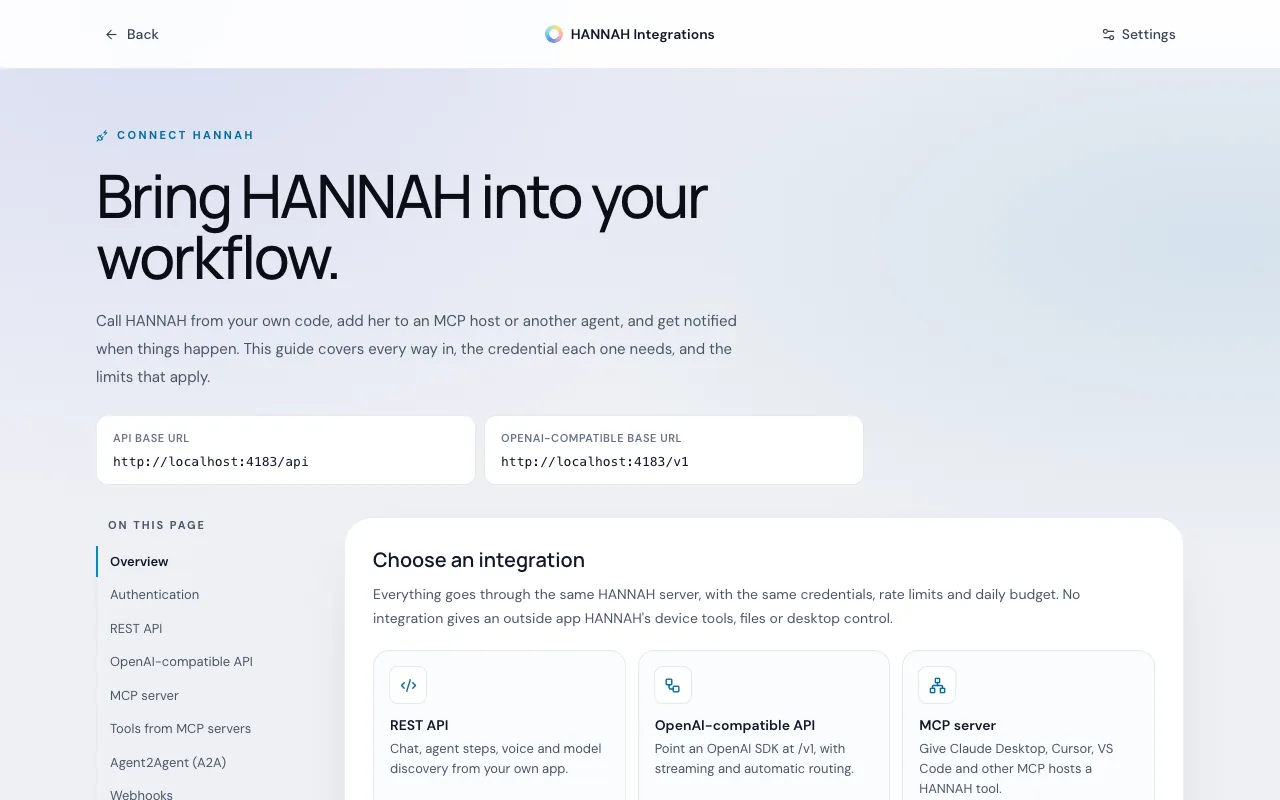 Back
HANNAH Integrations
Settings
CONNECT HANNAH
Bring HANNAH into your
workflow.
Call HANNAH from your own code, add her to an MCP host or another agent, and get notified
when things happen. This guide covers every way in, the credential each one needs, and the
limits that apply.
API BASE URL
http://localhost:4183/api
OPENAI-COMPATIBLE BASE URL
http://localhost:4183/v1
ON THIS PAGE
Overview
Authentication
REST API
OpenAI-compatible API
MCP server
Tools from MCP servers
Agent2Agent (A2A)
Webhooks
Choose an integration
Everything goes through the same HANNAH server, with the same credentials, rate limits and daily budget. No
integration gives an outside app HANNAH's device tools, files or desktop control.
REST API
Chat, agent steps, voice and model
discovery from your own app.
OpenAI-compatible API
Point an OpenAI SDK at /v1, with
streaming and automatic routing.
MCP server
Give Claude Desktop, Cursor, VS
Code and other MCP hosts a
HANNAH tool.